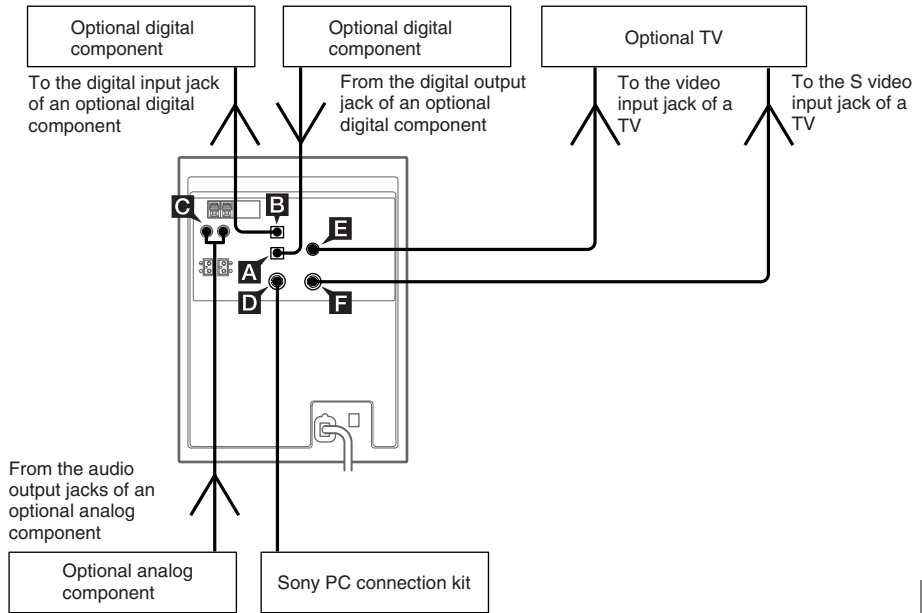 Optional digital
component
Optional digital
component
Optional TV
To the digital input jack
of an optional digital
component
From the digital output
jack of an optional
digital component
To the video
input jack of a
TV
To the S video
input jack of a
TV
C
B
E
A
D
F
From the audio
output jacks of an
optional analog
component
Optional analog
component
Sony PC connection kit